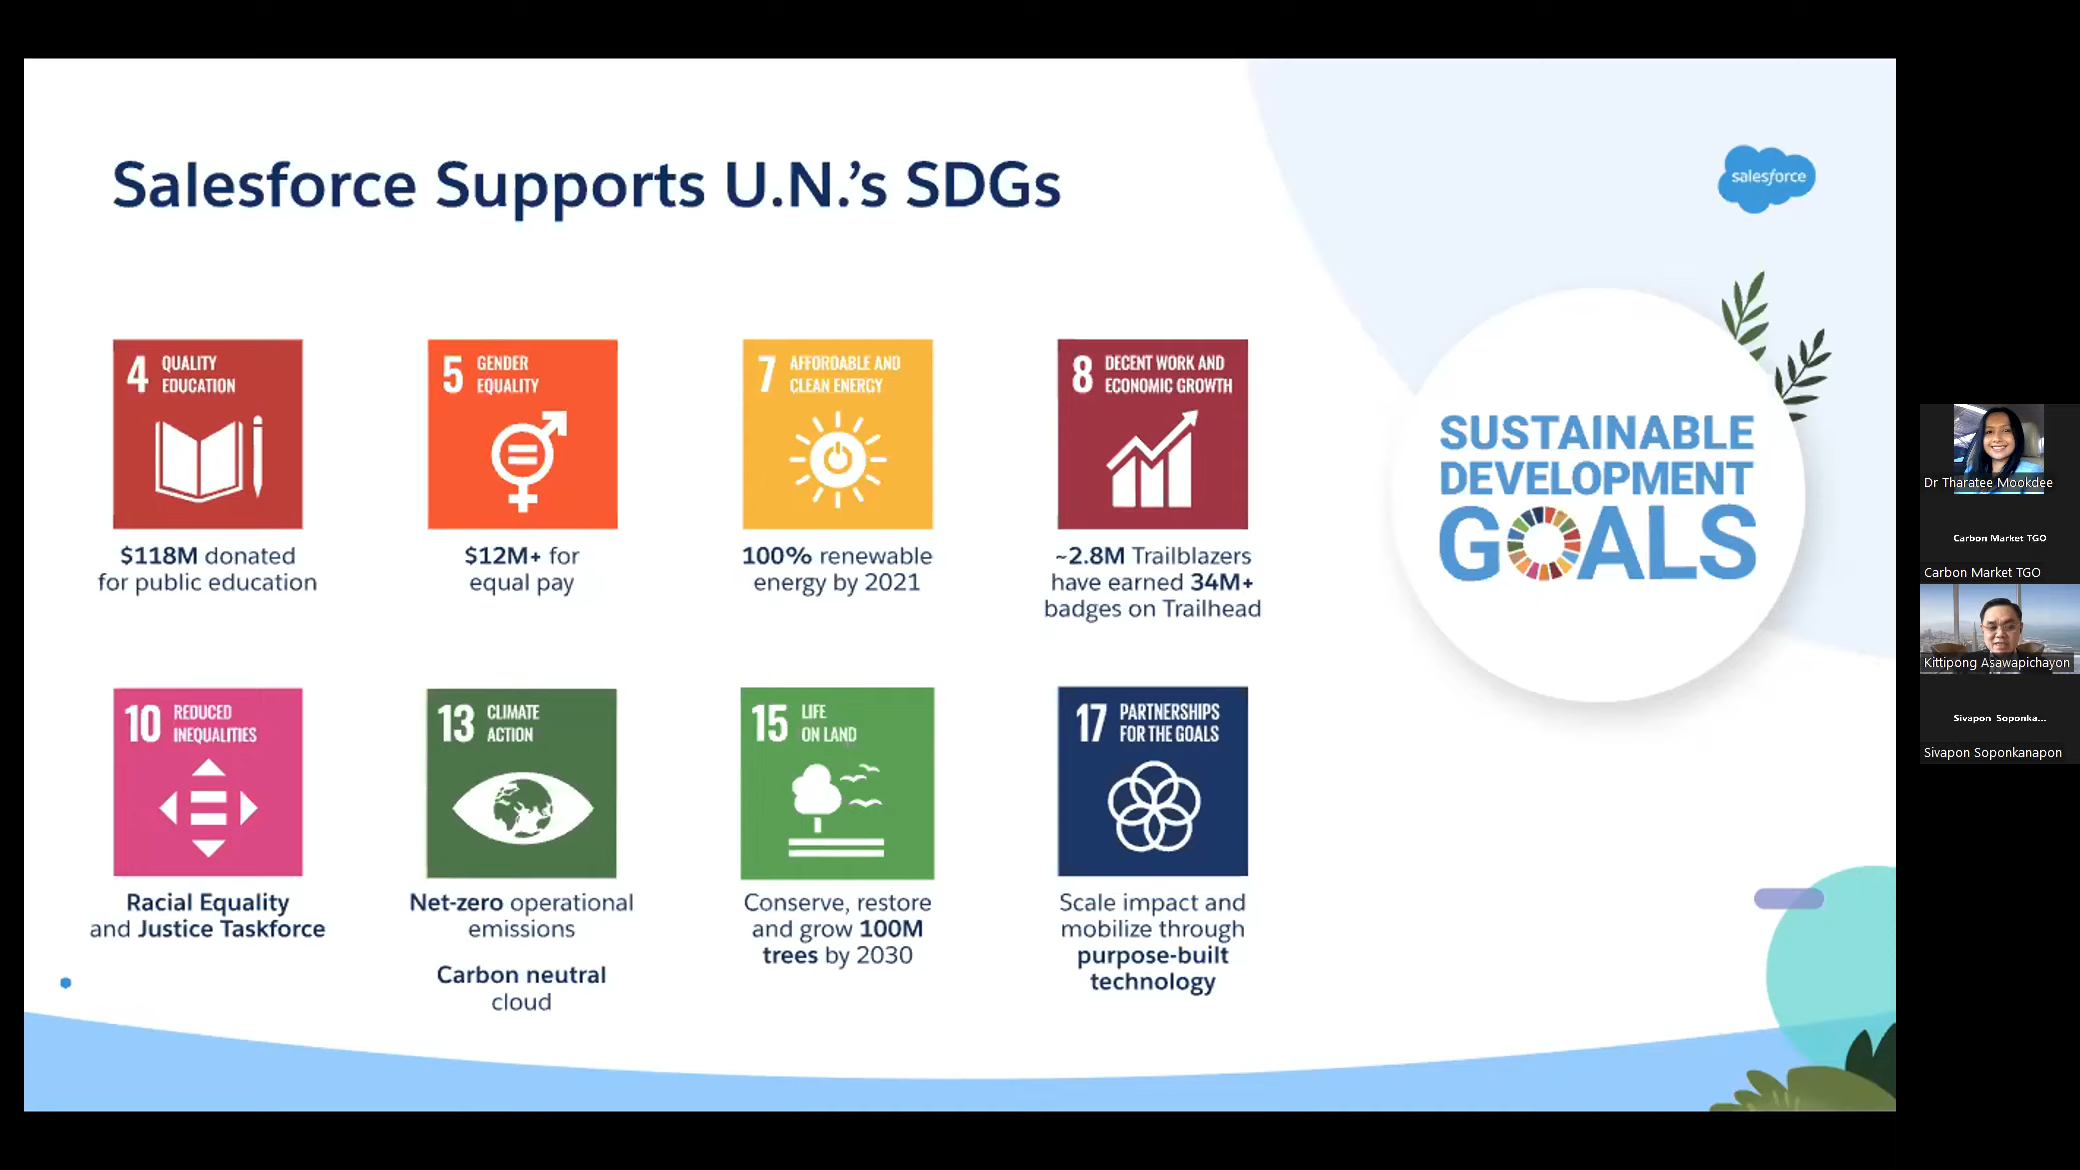 Salesforce Supports U.N.'s SDGs
salesforce
4 QUALITY
EDUCATION
$118M donated
for public education
5 GENDER
EQUALITY
$12M+ for
equal pay
7 AFFORDABLE AND
CLEAN ENERGY
100% renewable
energy by 2021
8 DECENT WORK AND
ECONOMIC GROWTH
~2.8M Trailblazers
have earned 34M+
badges on Trailhead
10 REDUCED
INEQUALITIES
Racial Equality
and Justice Taskforce
13 CLIMATE
ACTION
Net-zero operational
emissions
Carbon neutral
cloud
15 LIFE
ON LAND
Conserve, restore
and grow 100M
trees by 2030
17 PARTNERSHIPS
FOR THE GOALS
Scale impact and
mobilize through
purpose-built
technology
SUSTAINABLE
DEVELOPMENT
GOALS
Dr Tharatee Mookdee
Carbon Market TGO
Carbon Market TGO
Kittipong Asawapichayon
Sivapon Soponka...
Sivapon Soponkanapon